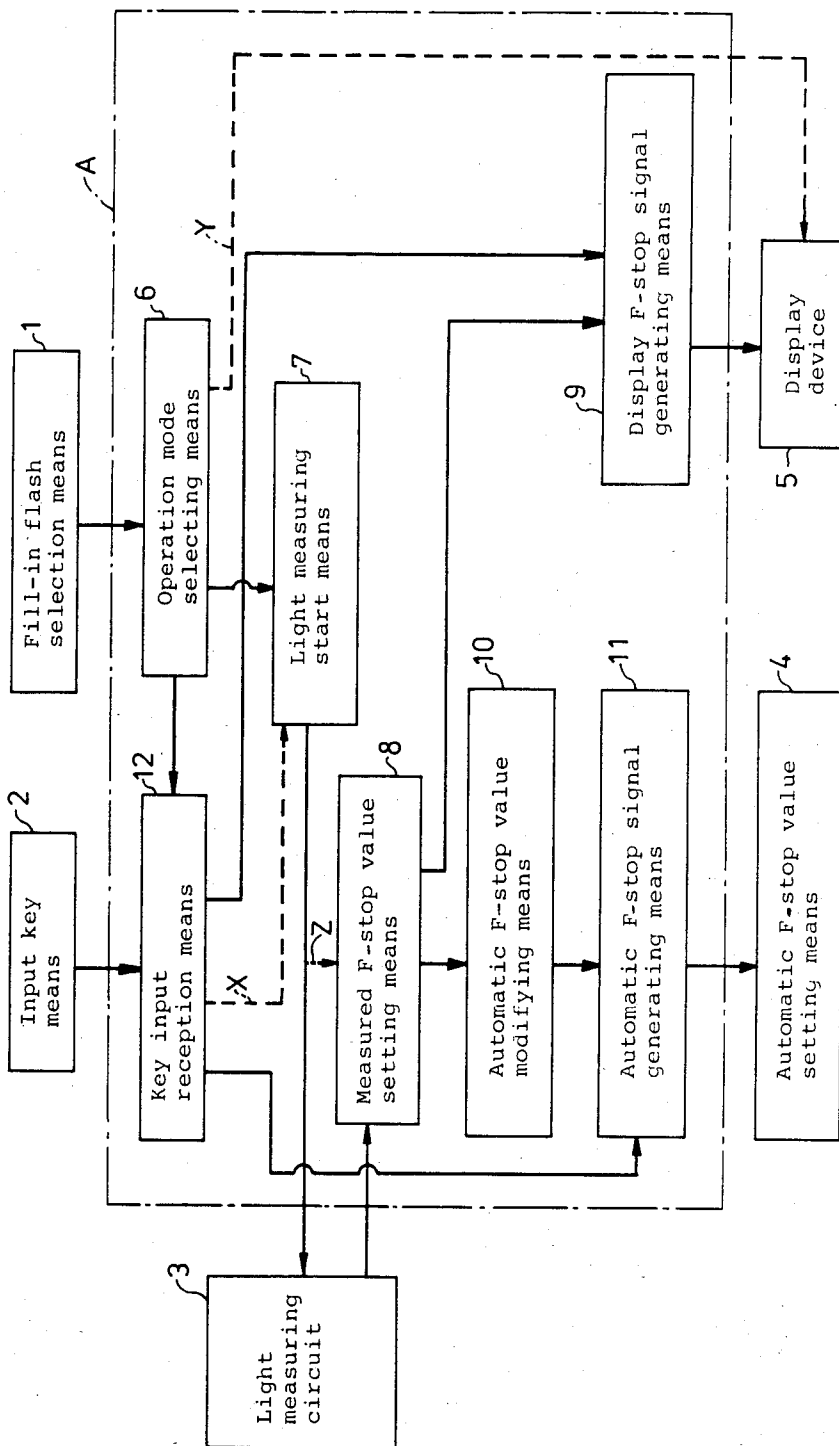 A
1
Fill-in flash
selection means
2
Input key
means
6
Operation mode
selecting means
12
Key input
reception means
Y
X
7
Light measuring
start means
3
Light
measuring
circuit
Z
8
Measured F-stop value
setting means
9
Display F-stop signal
generating means
10
Automatic F-stop value
modifying means
11
Automatic F-stop signal
generating means
4
Automatic F-stop value
setting means
5
Display
device